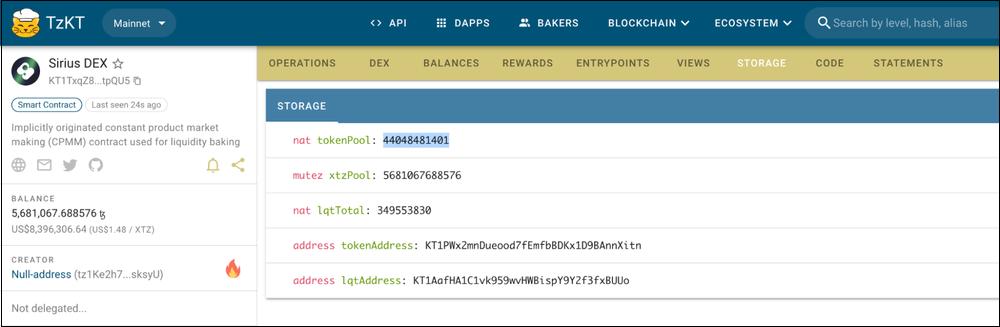 TzKT Mainnet <> API DAPPS BAKERS BLOCKCHAIN ECOSYSTEM Search by level, hash, alias
Sirius DEX
KT1TxqZ8...tpQU5
Smart Contract Last seen 24s ago
Implicitly originated constant product market
making (CPMM) contract used for liquidity baking
BALANCE
5,681,067.688576 ꜩ
US$8,396,306.64 (US$1.48 / XTZ)
CREATOR
Null-address (tz1Ke2h7...sksyU)
Not delegated...
OPERATIONS DEX BALANCES REWARDS ENTRYPOINTS VIEWS STORAGE CODE STATEMENTS
STORAGE
nat tokenPool: 44048481401
mutez xtzPool: 5681067688576
nat lqtTotal: 349553830
address tokenAddress: KT1PWx2mnDueood7fEmfbBDKx1D9BAnnXitn
address lqtAddress: KT1AafHA1C1vk959wvHWBispY9Y2f3fxBUUo